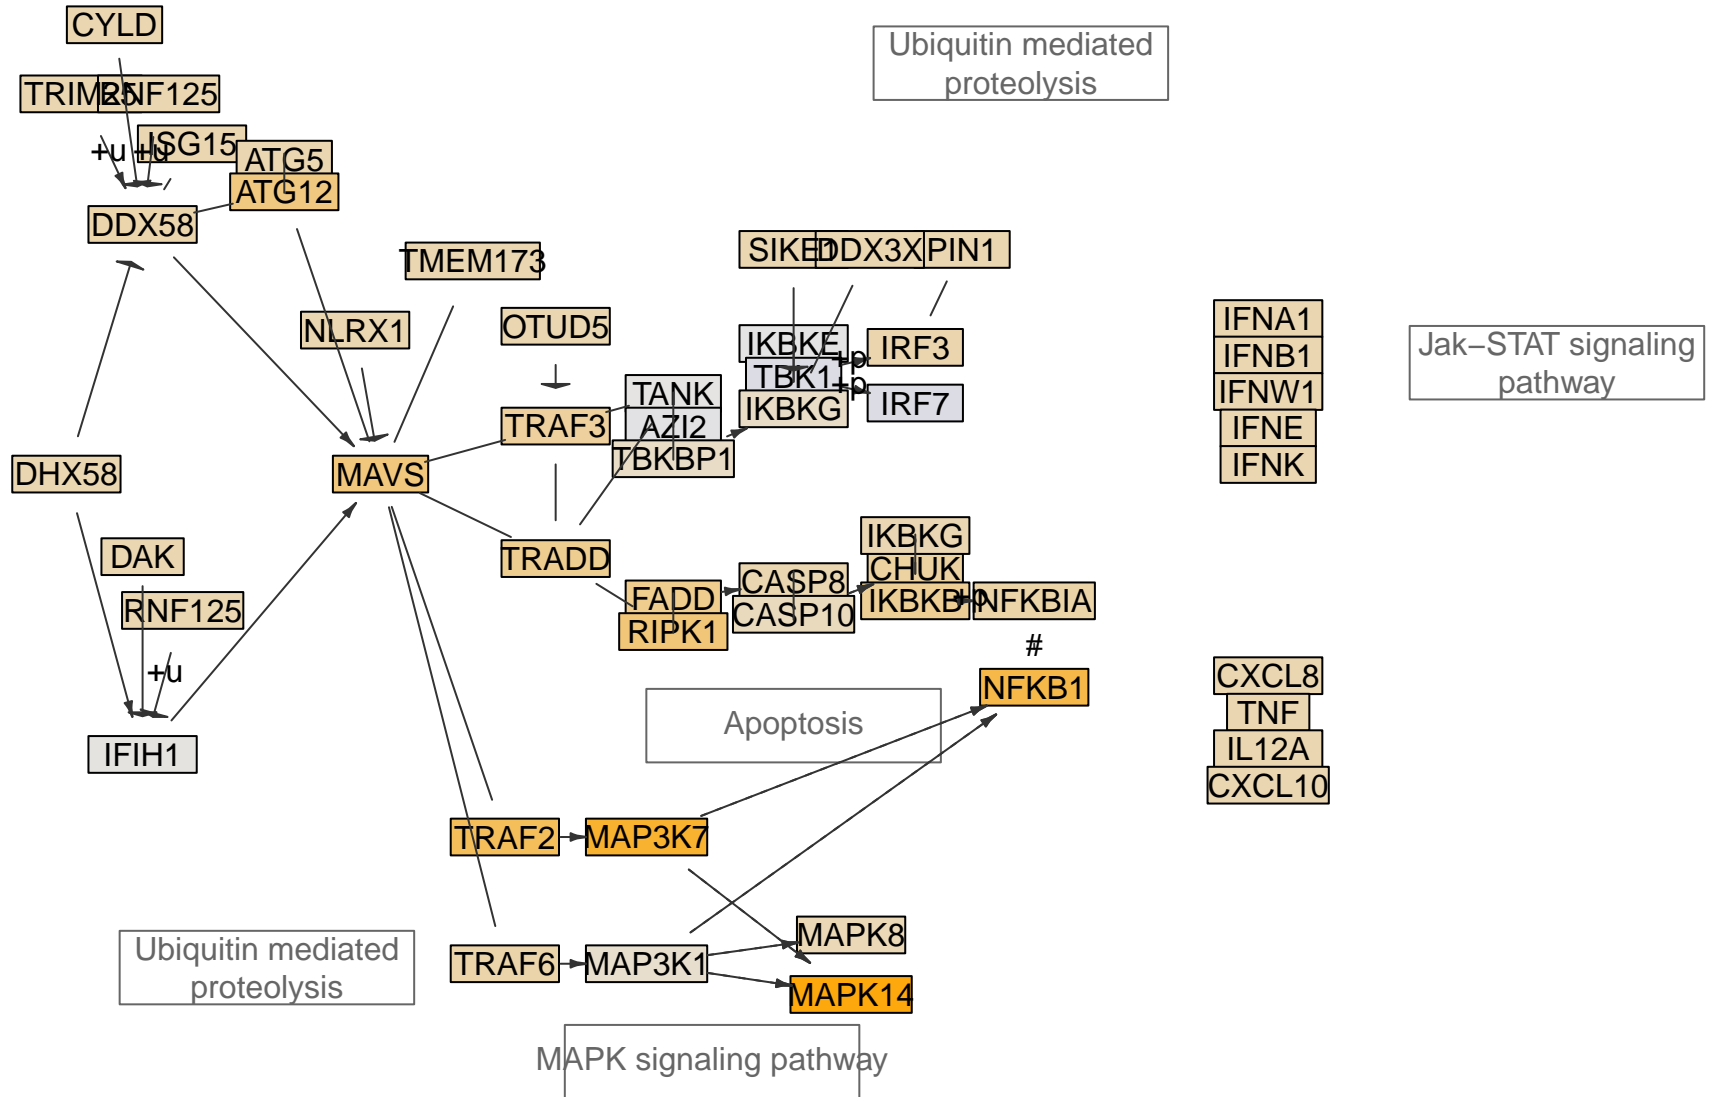 CYLD
Ubiquitin mediated
proteolysis
TRIM25
RNF125
+u
+u
ISG15
ATG5
ATG12
DDX58
TMEM173
SIKE1
DDX3X
PIN1
NLRX1
OTUD5
IKBKE
+p
IRF3
TBK1
+p
IRF7
IKBKG
IFNA1
IFNB1
IFNW1
IFNE
IFNK
Jak−STAT signaling
pathway
TRAF3
TANK
AZI2
TBKBP1
DHX58
MAVS
DAK
RNF125
+u
IFIH1
TRADD
FADD
RIPK1
CASP8
CASP10
IKBKG
CHUK
IKBKB
+p
NFKBIA
#
NFKB1
Apoptosis
CXCL8
TNF
IL12A
CXCL10
TRAF2
MAP3K7
TRAF6
MAP3K1
MAPK8
MAPK14
Ubiquitin mediated
proteolysis
MAPK signaling pathway